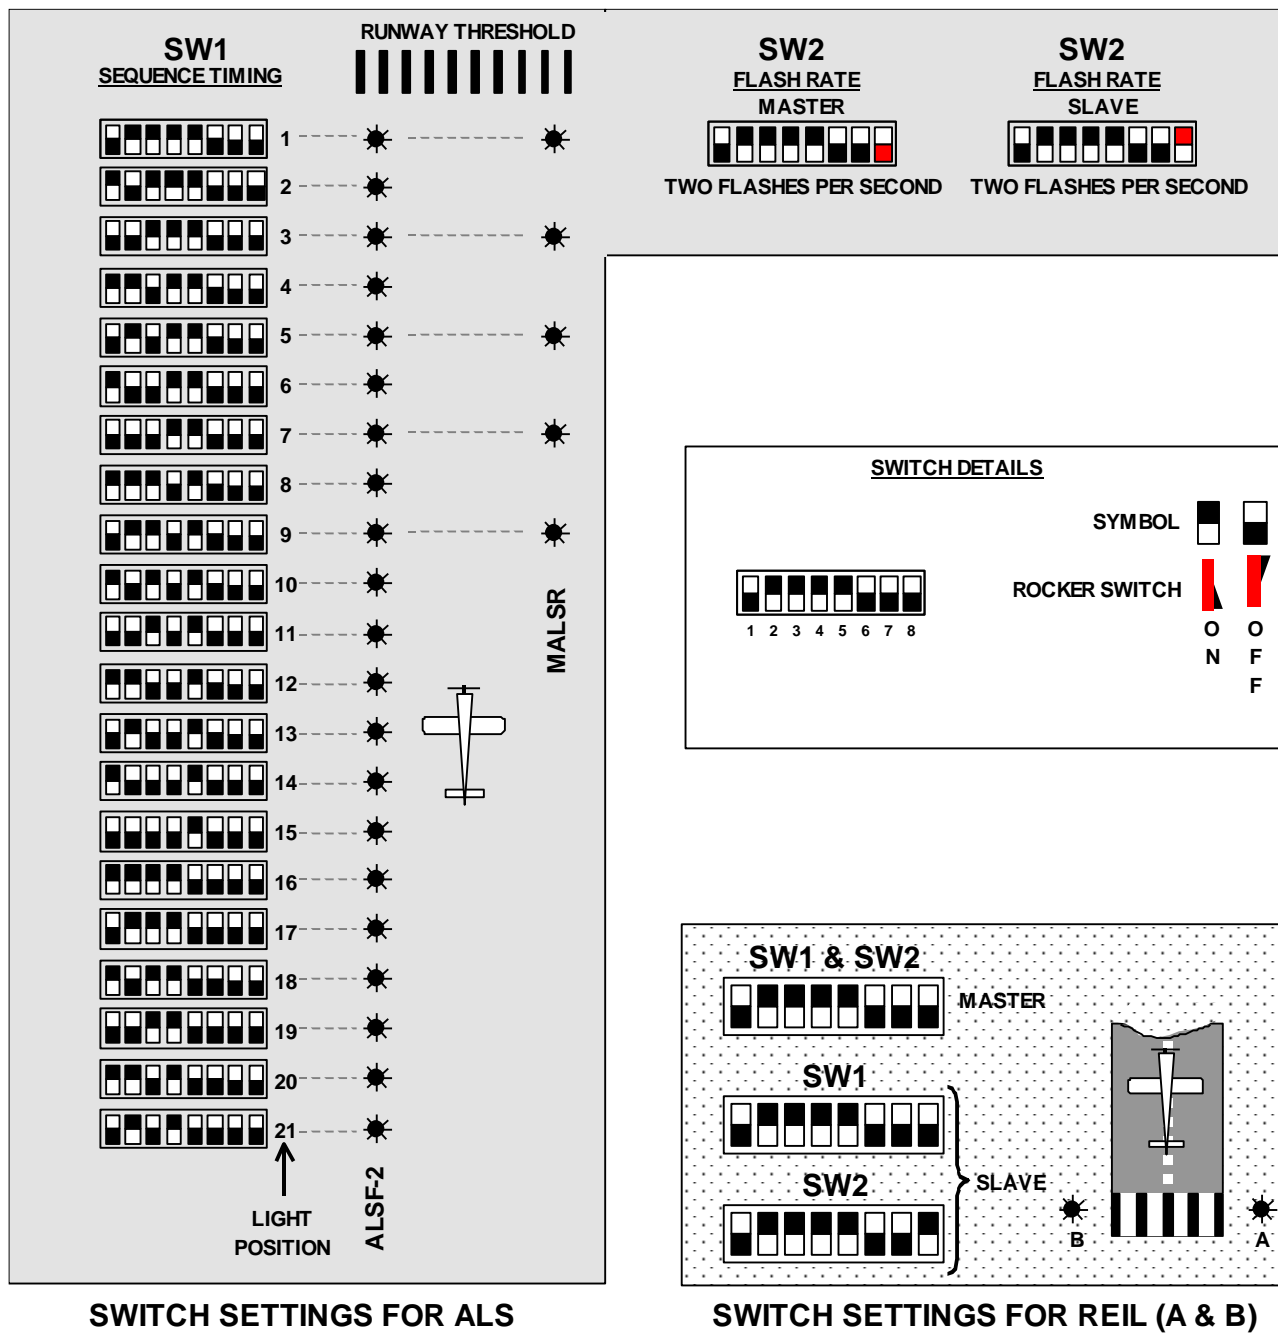 SW1
SEQUENCE TIMING
RUNWAY THRESHOLD
1
2
3
4
5
6
7
8
9
10
11
12
13
14
15
16
17
18
19
20
21
MALSR
ALSF-2
LIGHT
POSITION
SWITCH SETTINGS FOR ALS
SW2
FLASH RATE
MASTER
TWO FLASHES PER SECOND
SW2
FLASH RATE
SLAVE
TWO FLASHES PER SECOND
SWITCH DETAILS
SYMBOL
ROCKER SWITCH
1 2 3 4 5 6 7 8
ON
OFF
SW1 & SW2
MASTER
SW1
SW2
SLAVE
B
A
SWITCH SETTINGS FOR REIL (A & B)